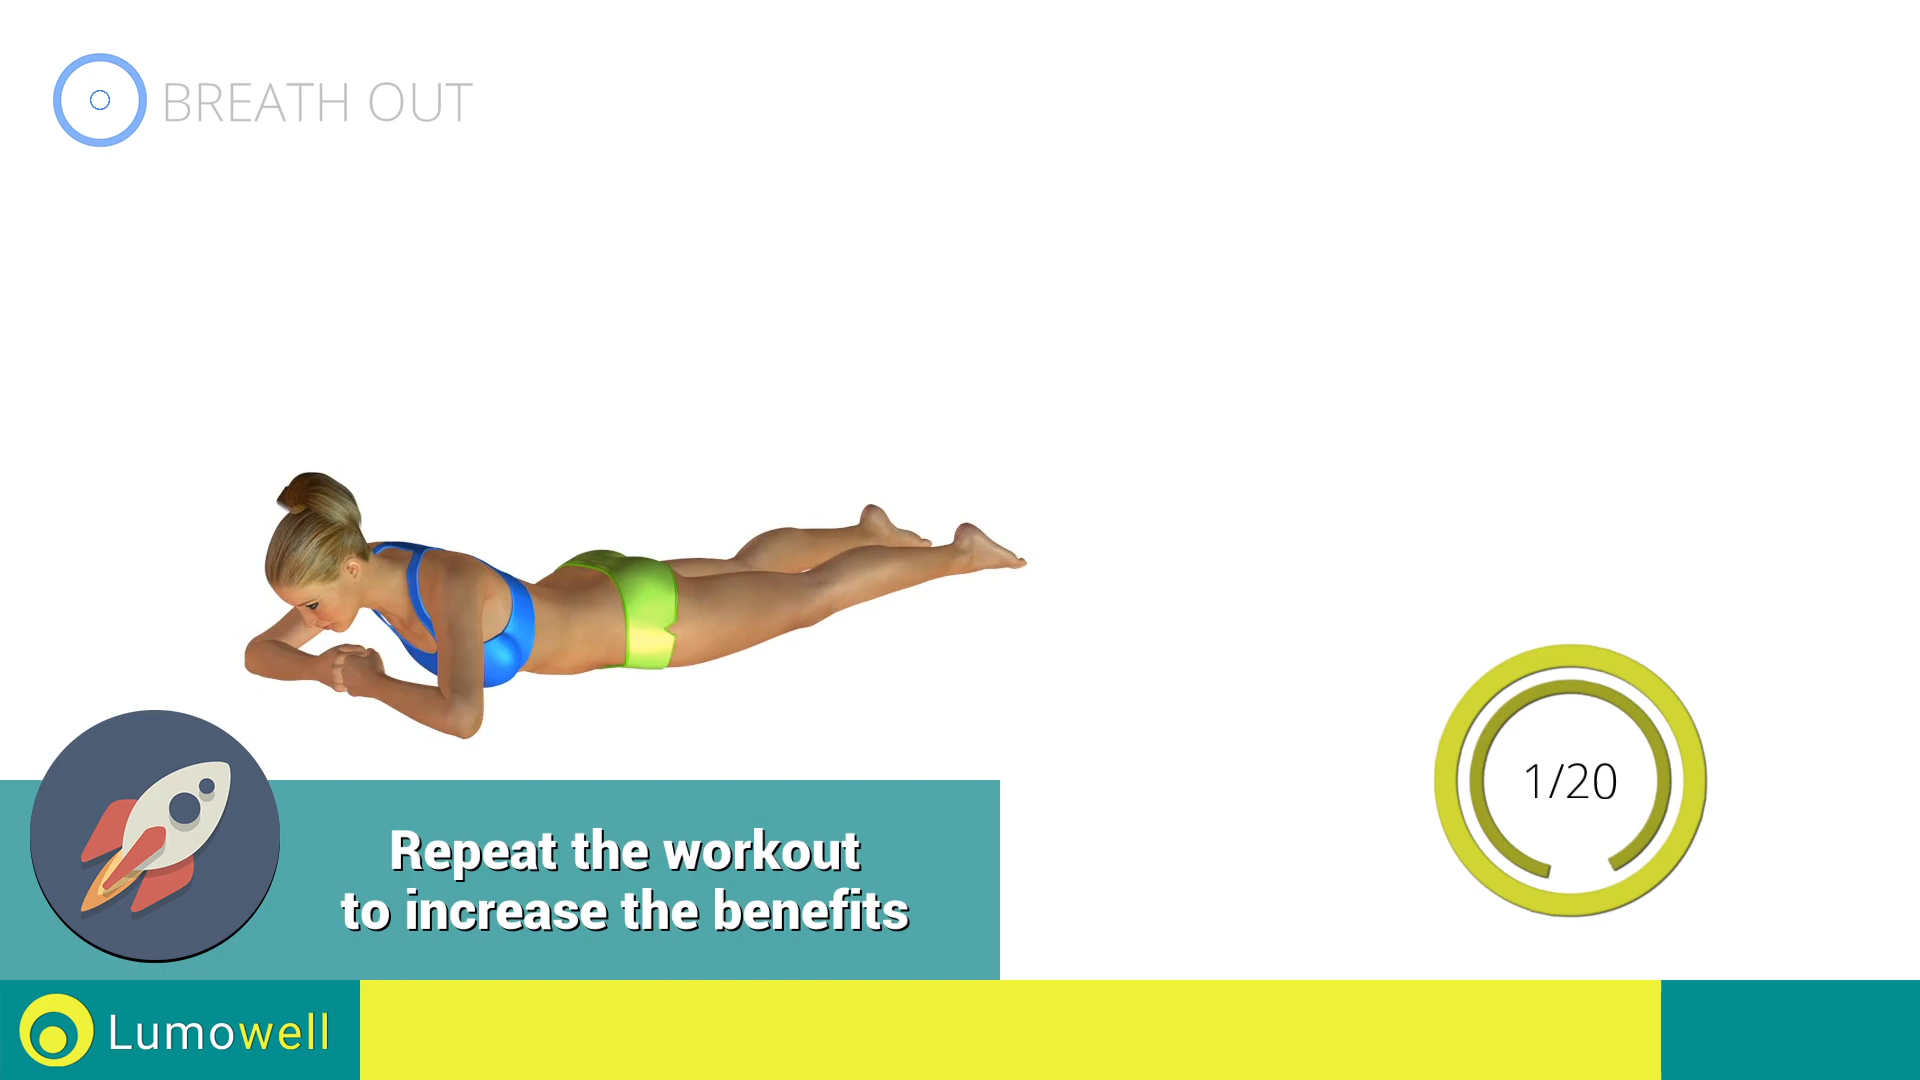 BREATH OUT
1/20
Repeat the workout
to increase the benefits
Lumowell